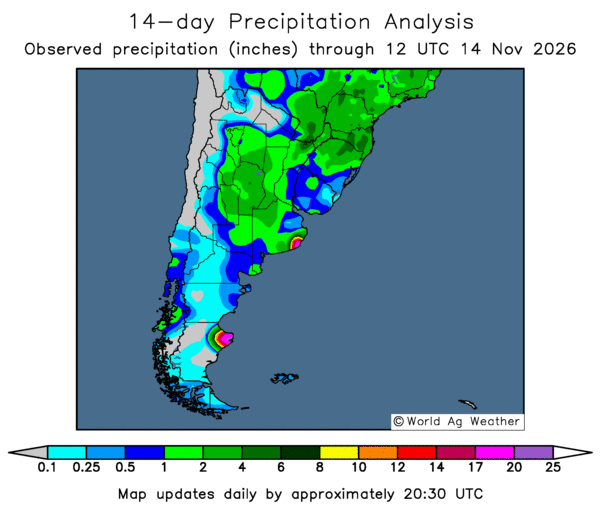 14-day Precipitation Analysis
Observed precipitation (inches) through 12 UTC 14 Nov 2026
©World Ag Weather
0.1 0.25 0.5 1 2 4 6 8 10 12 14 17 20 25
Map updates daily by approximately 20:30 UTC